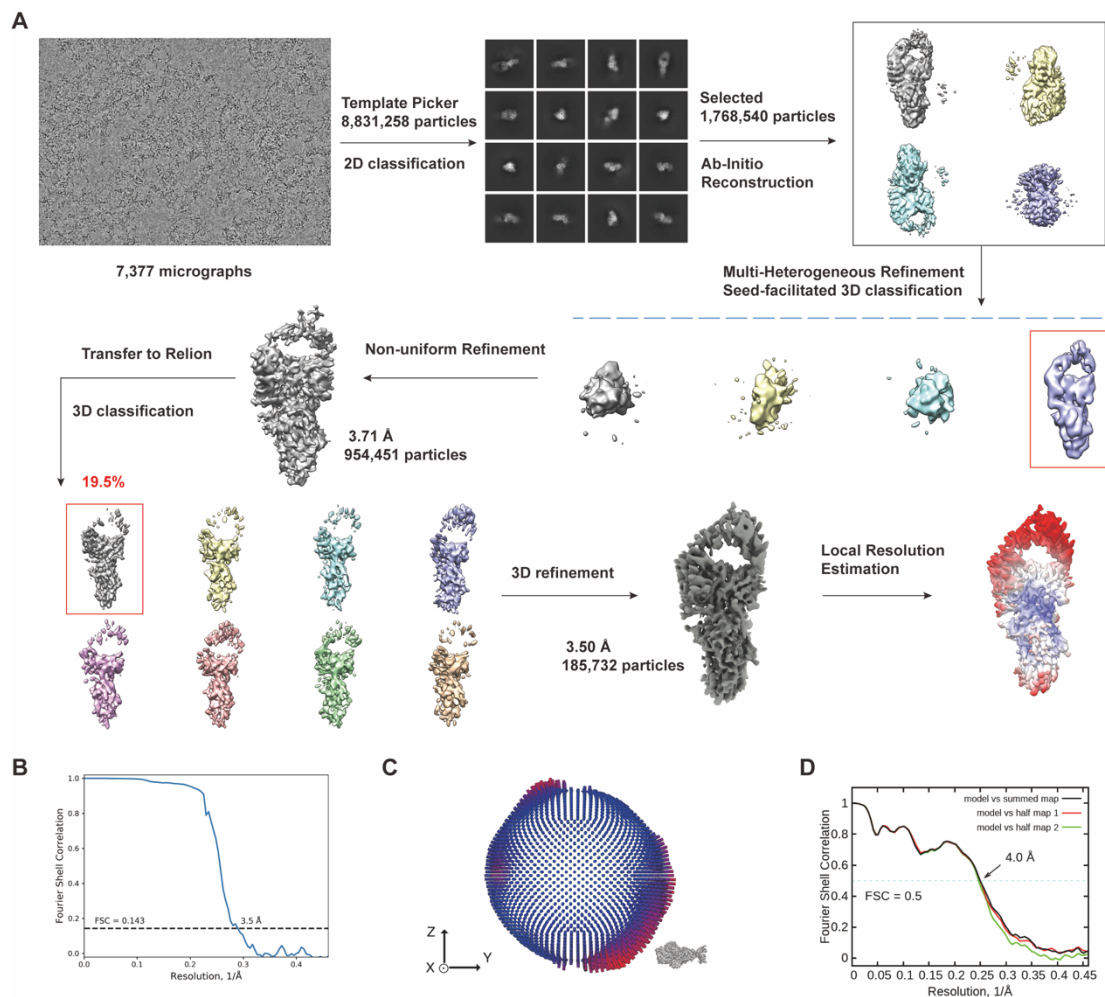 A
Template Picker
8,831,258 particles
2D classification
Selected
1,768,540 particles
Ab-Initio
Reconstruction
7,377 micrographs
Multi-Heterogeneous Refinement
Seed-facilitated 3D classification
Transfer to Relion
3D classification
Non-uniform Refinement
3.71 Å
954,451 particles
19.5%
3D refinement
3.50 Å
185,732 particles
Local Resolution
Estimation
B
1.0
0.8
0.6
0.4
0.2
0.0
Fourier Shell Correlation
FSC = 0.143
3.5 Å
0.0 0.2 0.4
Resolution, 1/Å
C
Z
X
Y
D
1
0.8
0.6
0.4
0.2
0
Fourier Shell Correlation
model vs summed map
model vs half map 1
model vs half map 2
4.0 Å
FSC = 0.5
0 0.05 0.1 0.15 0.2 0.25 0.3 0.35 0.4 0.45
Resolution, 1/Å